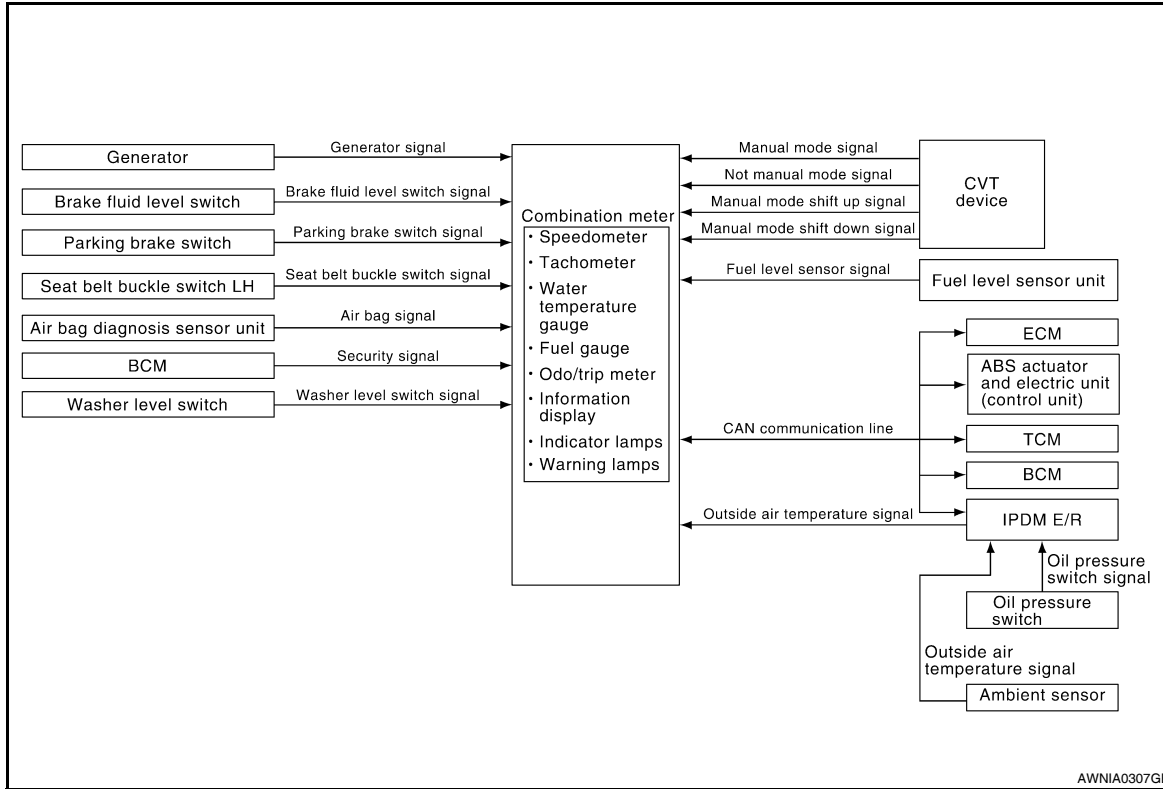 Generator
Generator signal
Brake fluid level switch
Brake fluid level switch signal
Parking brake switch
Parking brake switch signal
Seat belt buckle switch LH
Seat belt buckle switch signal
Air bag diagnosis sensor unit
Air bag signal
BCM
Security signal
Washer level switch
Washer level switch signal
Combination meter
· Speedometer
· Tachometer
· Water
temperature
gauge
· Fuel gauge
· Odo/trip meter
· Information
display
· Indicator lamps
· Warning lamps
Manual mode signal
Not manual mode signal
Manual mode shift up signal
Manual mode shift down signal
CVT
device
Fuel level sensor signal
Fuel level sensor unit
CAN communication line
ECM
ABS actuator
and electric unit
(control unit)
TCM
BCM
Outside air temperature signal
IPDM E/R
Oil pressure
switch signal
Oil pressure
switch
Outside air
temperature signal
Ambient sensor